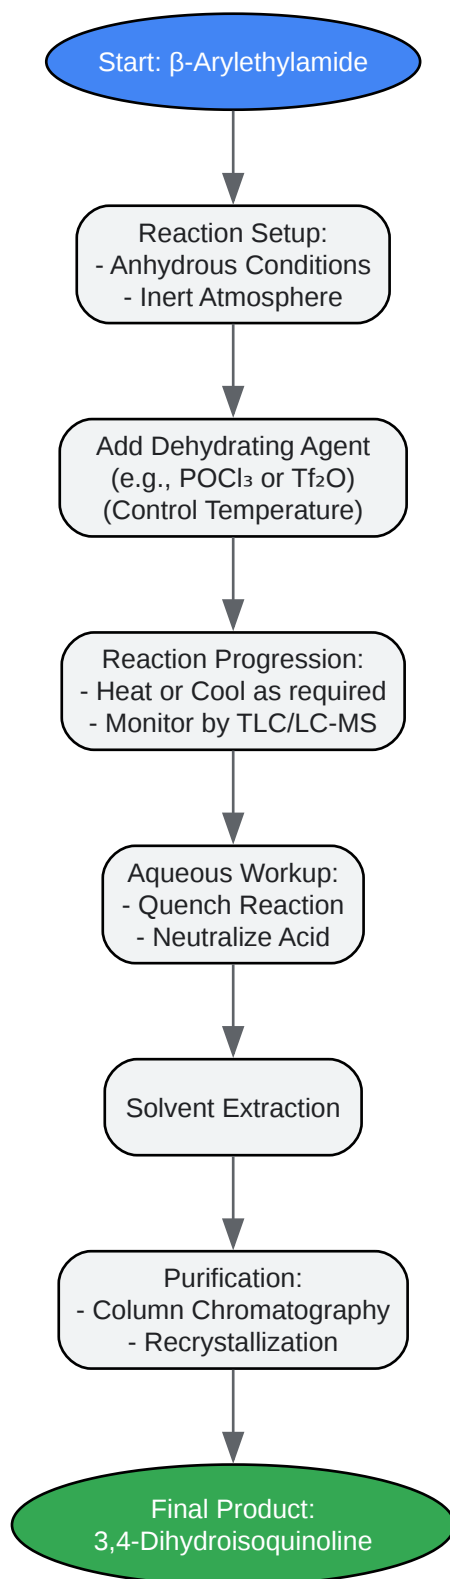 Start: β-Arylethylamide
Reaction Setup:
- Anhydrous Conditions
- Inert Atmosphere
Add Dehydrating Agent
(e.g., POCl₃ or Tf₂O)
(Control Temperature)
Reaction Progression:
- Heat or Cool as required
- Monitor by TLC/LC-MS
Aqueous Workup:
- Quench Reaction
- Neutralize Acid
Solvent Extraction
Purification:
- Column Chromatography
- Recrystallization
Final Product:
3,4-Dihydroisoquinoline